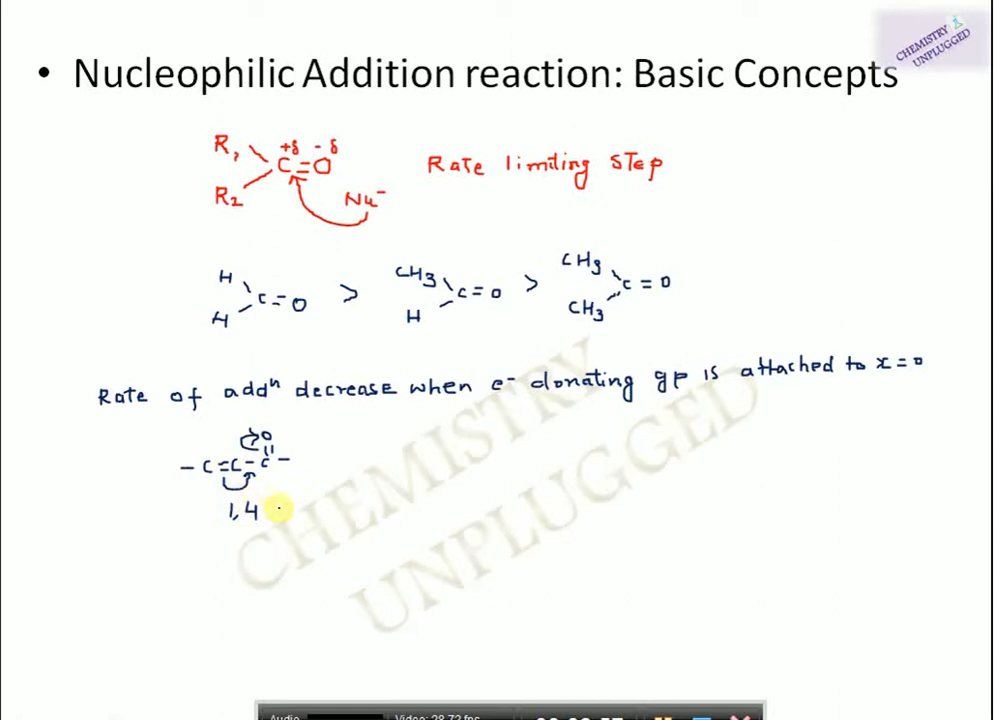 CHEMISTRY
UNPLUGGED
• Nucleophilic Addition reaction: Basic Concepts
R1 +δ -δ
C=O Rate limiting STep
R2 Nu⁻
H CH3 CH3
C=O > C=O > C=O
H H CH3
Rate of addⁿ decrease when e⁻ donating gp is attached to x=o
O
-C=C-C-
1,4
CHEMISTRY
UNPLUGGED